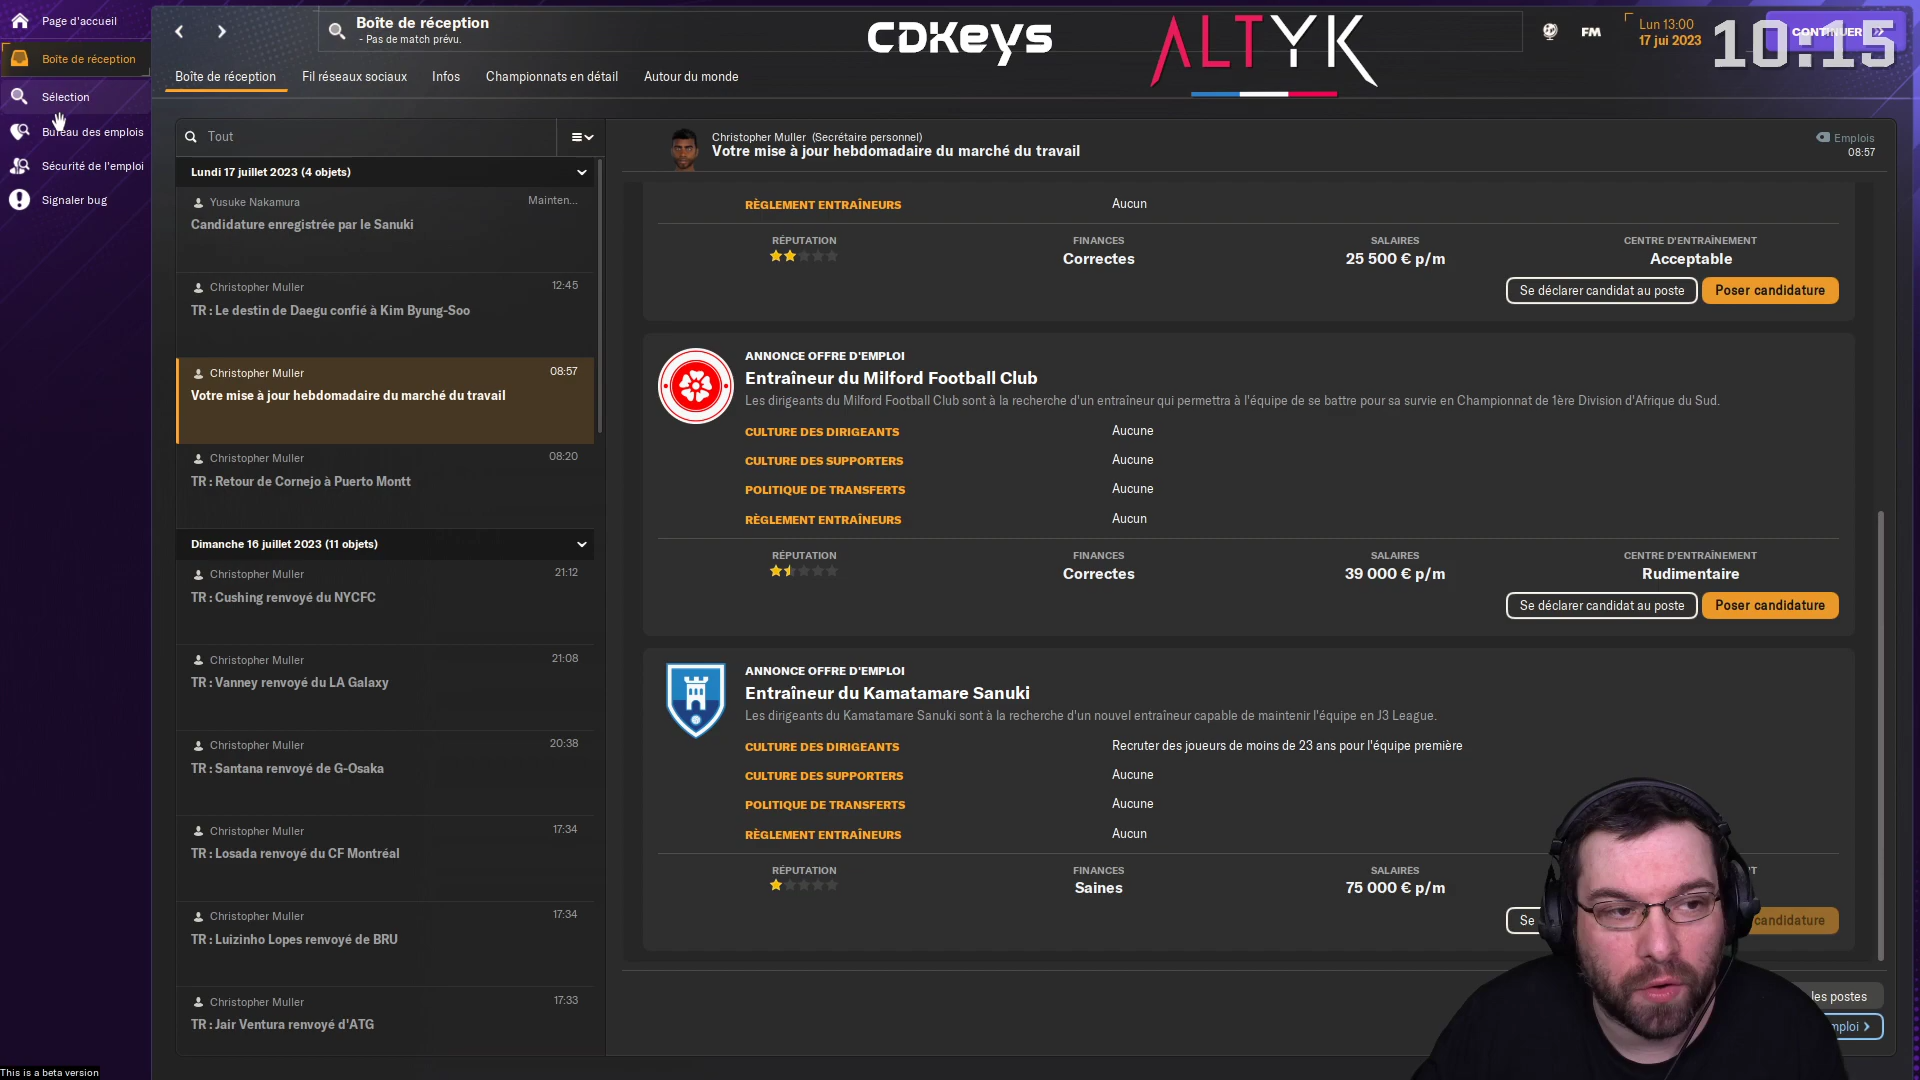 Page d'accueil
Boîte de réception
Sélection
Bureau des emplois
Sécurité de l'emploi
Signaler bug
Boîte de réception
- Pas de match prévu.
CDKeys
ALTYK
FM
Lun 13:00
17 jui 2023
CONTINUER
10:15
Boîte de réception
Fil réseaux sociaux
Infos
Championnats en détail
Autour du monde
Tout
Lundi 17 juillet 2023 (4 objets)
Yusuke Nakamura
Mainten...
Candidature enregistrée par le Sanuki
Christopher Muller
12:45
TR : Le destin de Daegu confié à Kim Byung-Soo
Christopher Muller
08:57
Votre mise à jour hebdomadaire du marché du travail
Christopher Muller
08:20
TR : Retour de Cornejo à Puerto Montt
Dimanche 16 juillet 2023 (11 objets)
Christopher Muller
21:12
TR : Cushing renvoyé du NYCFC
Christopher Muller
21:08
TR : Vanney renvoyé du LA Galaxy
Christopher Muller
20:38
TR : Santana renvoyé de G-Osaka
Christopher Muller
17:34
TR : Losada renvoyé du CF Montréal
Christopher Muller
17:34
TR : Luizinho Lopes renvoyé de BRU
Christopher Muller
17:33
TR : Jair Ventura renvoyé d'ATG
Christopher Muller (Secrétaire personnel)
Votre mise à jour hebdomadaire du marché du travail
Emplois
08:57
RÈGLEMENT ENTRAÎNEURS Aucun
RÉPUTATION FINANCES SALAIRES CENTRE D'ENTRAÎNEMENT
Correctes 25 500 € p/m Acceptable
Se déclarer candidat au poste Poser candidature
ANNONCE OFFRE D'EMPLOI
Entraîneur du Milford Football Club
Les dirigeants du Milford Football Club sont à la recherche d'un entraîneur qui permettra à l'équipe de se battre pour sa survie en Championnat de 1ère Division d'Afrique du Sud.
CULTURE DES DIRIGEANTS Aucune
CULTURE DES SUPPORTERS Aucune
POLITIQUE DE TRANSFERTS Aucune
RÈGLEMENT ENTRAÎNEURS Aucun
RÉPUTATION FINANCES SALAIRES CENTRE D'ENTRAÎNEMENT
Correctes 39 000 € p/m Rudimentaire
Se déclarer candidat au poste Poser candidature
ANNONCE OFFRE D'EMPLOI
Entraîneur du Kamatamare Sanuki
Les dirigeants du Kamatamare Sanuki sont à la recherche d'un nouvel entraîneur capable de maintenir l'équipe en J3 League.
CULTURE DES DIRIGEANTS Recruter des joueurs de moins de 23 ans pour l'équipe première
CULTURE DES SUPPORTERS Aucune
POLITIQUE DE TRANSFERTS Aucune
RÈGLEMENT ENTRAÎNEURS Aucun
RÉPUTATION FINANCES SALAIRES
Saines 75 000 € p/m
Se candidature
les postes
This is a beta version